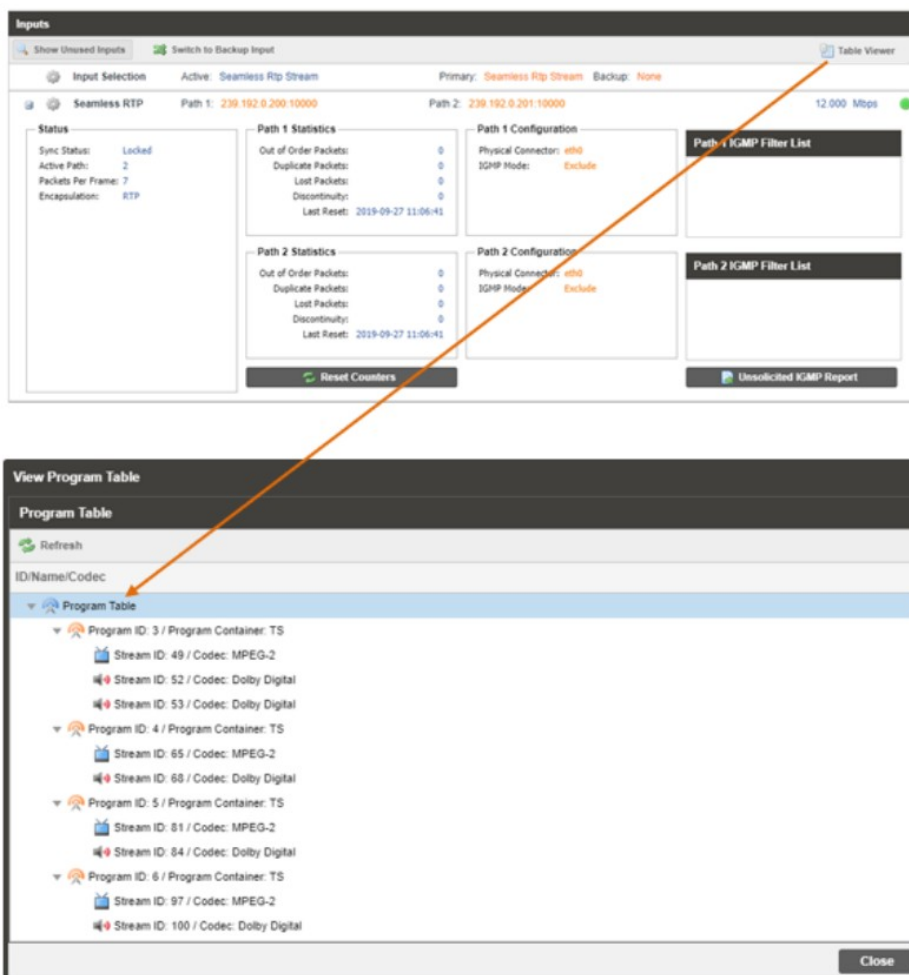 Inputs
Show Unused Inputs Switch to Backup Input Table Viewer
Input Selection Active: Seamless Rtp Stream Primary: Seamless Rtp Stream Backup: None
Seamless RTP Path 1: 239.192.0.200:10000 Path 2: 239.192.0.201:10000 12.000 Mbps
Status
Sync Status: Locked
Active Path: 2
Packets Per Frame: 7
Encapsulation: RTP
Path 1 Statistics
Out of Order Packets: 0
Duplicate Packets: 0
Lost Packets: 0
Discontinuity: 0
Last Reset: 2019-09-27 11:06:41
Path 1 Configuration
Physical Connector: eth0
IGMP Mode: Exclude
Path 1 IGMP Filter List
Path 2 Statistics
Out of Order Packets: 0
Duplicate Packets: 0
Lost Packets: 0
Discontinuity: 0
Last Reset: 2019-09-27 11:06:41
Path 2 Configuration
Physical Connector: eth0
IGMP Mode: Exclude
Path 2 IGMP Filter List
Reset Counters
Unsolicited IGMP Report
View Program Table
Program Table
Refresh
ID/Name/Codec
Program Table
Program ID: 3 / Program Container: TS
Stream ID: 49 / Codec: MPEG-2
Stream ID: 52 / Codec: Dolby Digital
Stream ID: 53 / Codec: Dolby Digital
Program ID: 4 / Program Container: TS
Stream ID: 65 / Codec: MPEG-2
Stream ID: 68 / Codec: Dolby Digital
Program ID: 5 / Program Container: TS
Stream ID: 81 / Codec: MPEG-2
Stream ID: 84 / Codec: Dolby Digital
Program ID: 6 / Program Container: TS
Stream ID: 97 / Codec: MPEG-2
Stream ID: 100 / Codec: Dolby Digital
Close